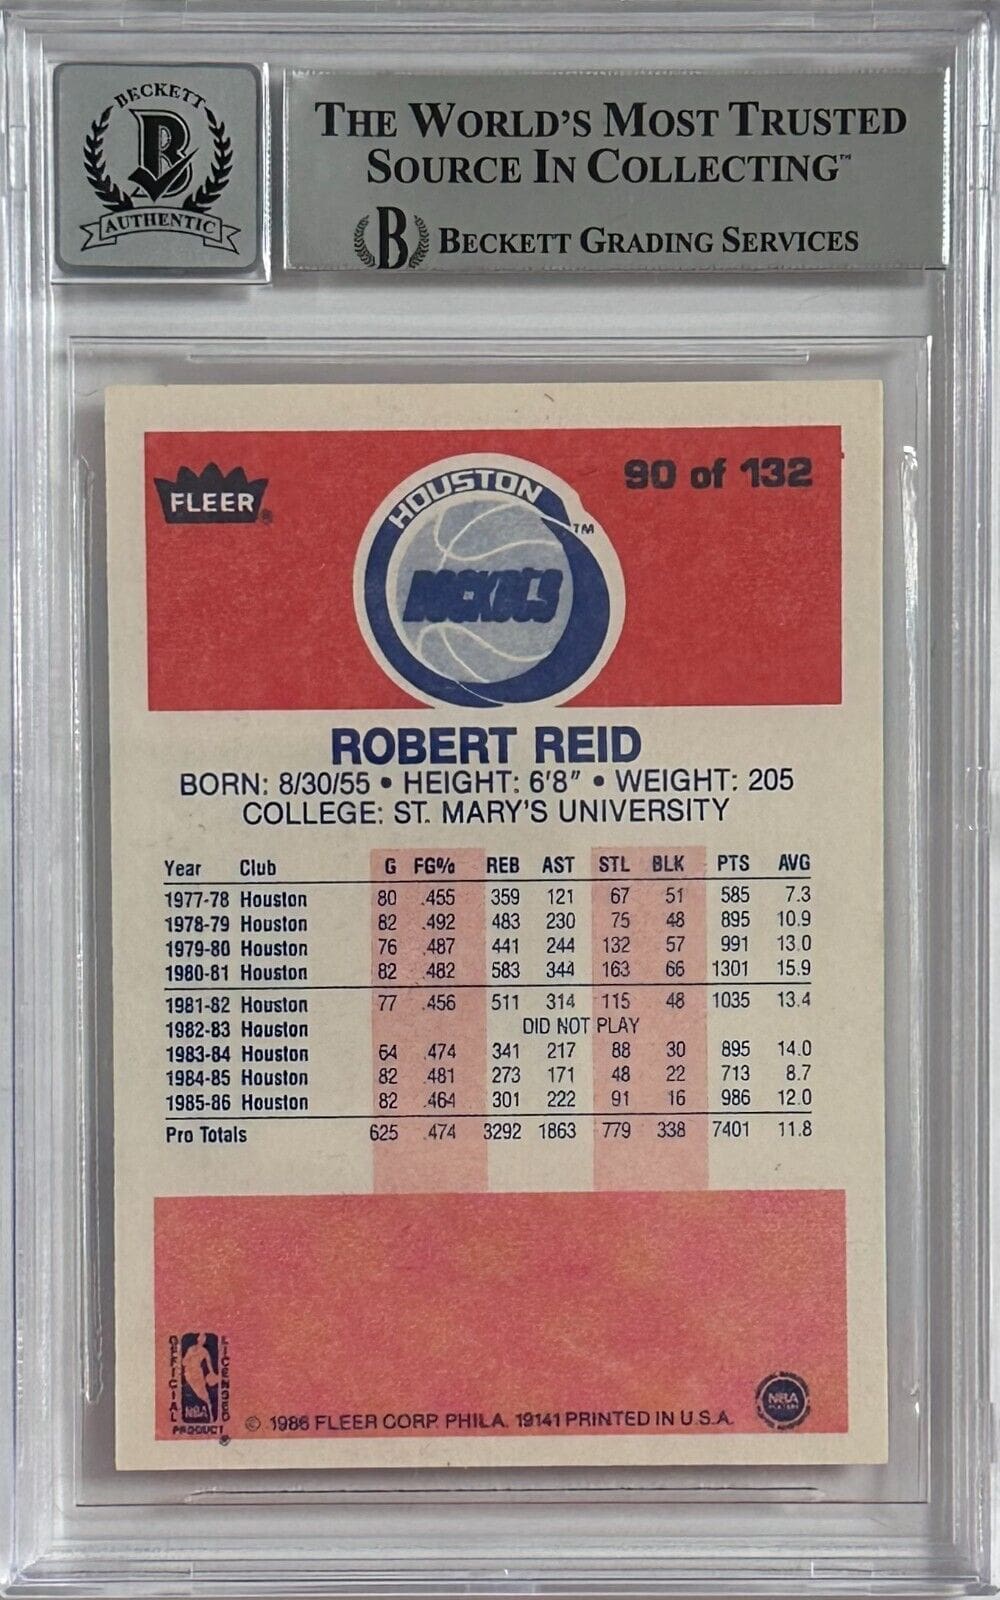 BECKETT
B
AUTHENTIC
THE WORLD'S MOST TRUSTED
SOURCE IN COLLECTING™
B BECKETT GRADING SERVICES
FLEER®
HOUSTON
ROCKETS
TM
90 of 132
ROBERT REID
BORN: 8/30/55 • HEIGHT: 6'8" • WEIGHT: 205
COLLEGE: ST. MARY'S UNIVERSITY
Year Club G FG% REB AST STL BLK PTS AVG
1977-78 Houston 80 .455 359 121 67 51 585 7.3
1978-79 Houston 82 .492 483 230 75 48 895 10.9
1979-80 Houston 76 .487 441 244 132 57 991 13.0
1980-81 Houston 82 .482 583 344 163 66 1301 15.9
1981-82 Houston 77 .456 511 314 115 48 1035 13.4
1982-83 Houston DID NOT PLAY
1983-84 Houston 64 .474 341 217 88 30 895 14.0
1984-85 Houston 82 .481 273 171 48 22 713 8.7
1985-86 Houston 82 .464 301 222 91 16 986 12.0
Pro Totals 625 .474 3292 1863 779 338 7401 11.8
OFFICIAL
LICENSED
NBA
PRODUCT®
© 1986 FLEER CORP. PHILA. 19141 PRINTED IN U.S.A.
NBA
PLAYERS